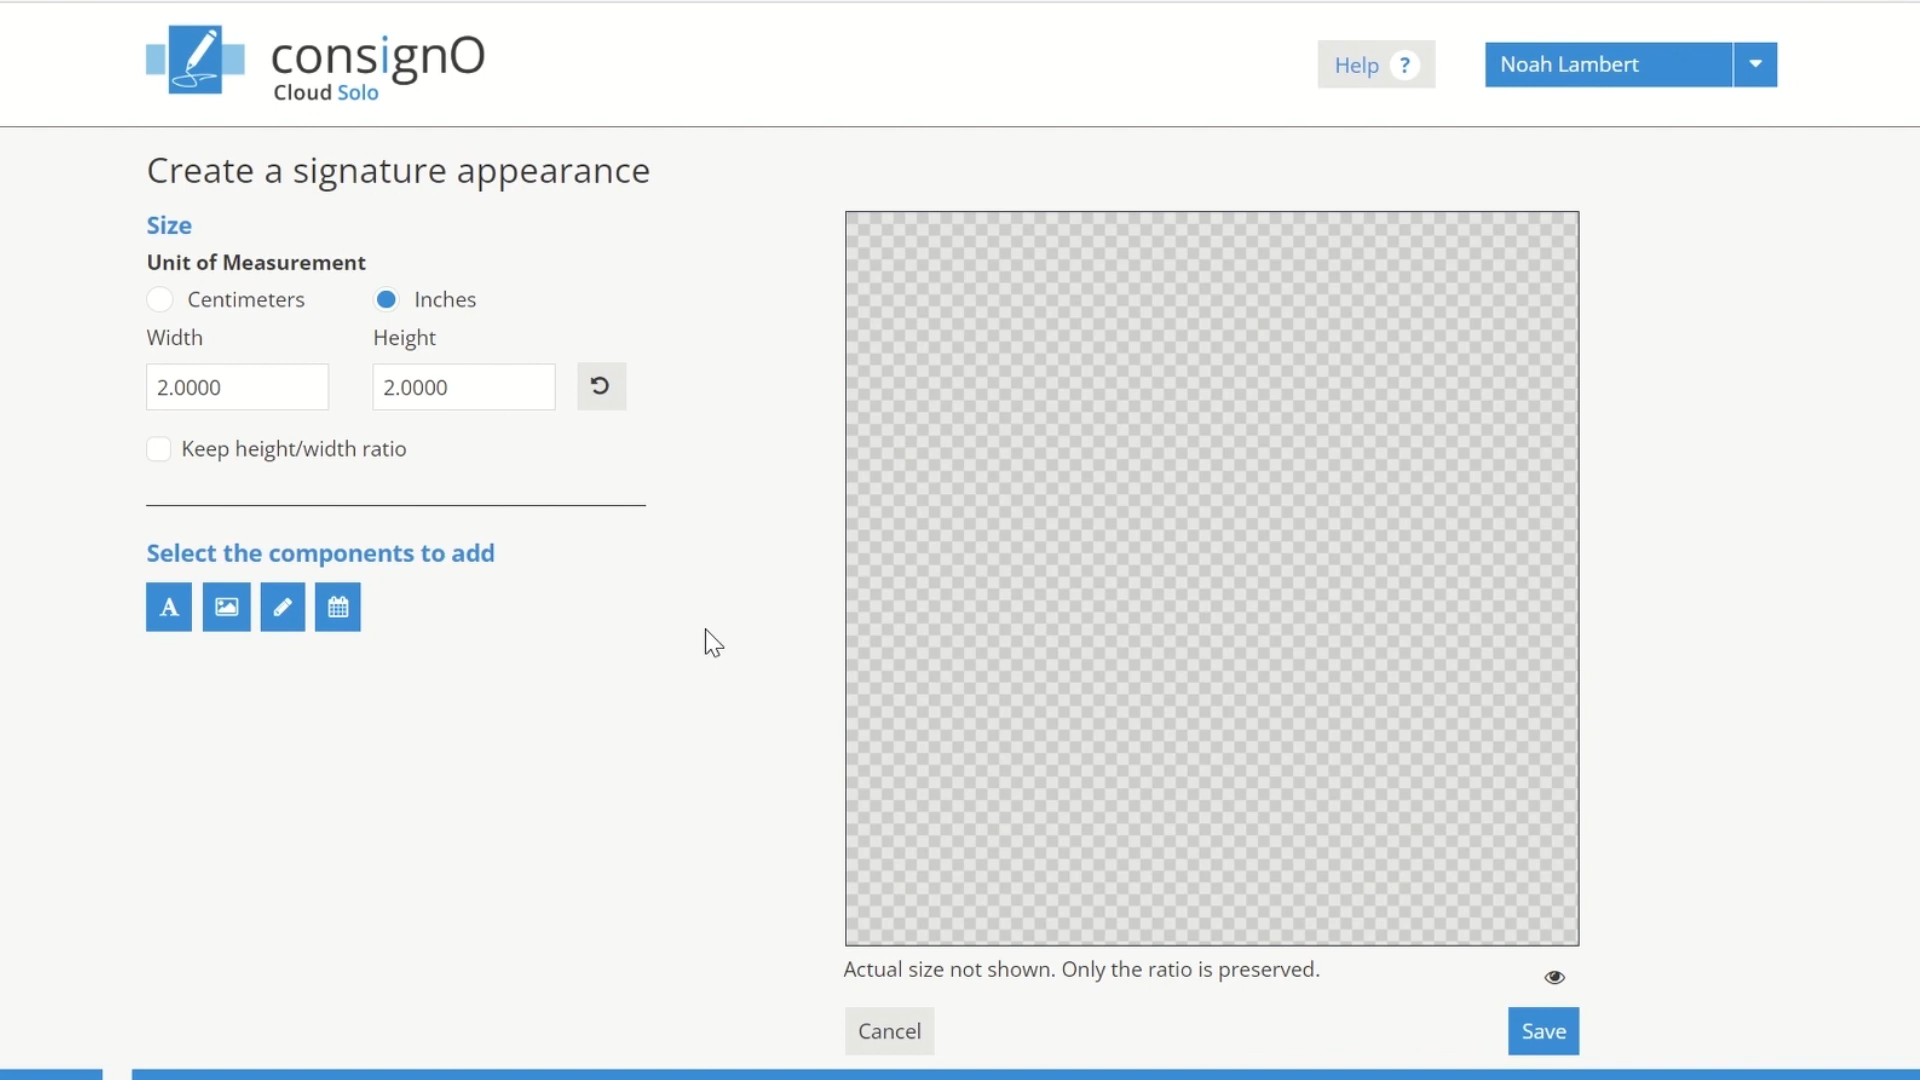 consignO
Cloud Solo
Help ?
Noah Lambert
Create a signature appearance
Size
Unit of Measurement
Centimeters
Inches
Width
Height
2.0000
2.0000
Keep height/width ratio
Select the components to add
A
Actual size not shown. Only the ratio is preserved.
Cancel
Save